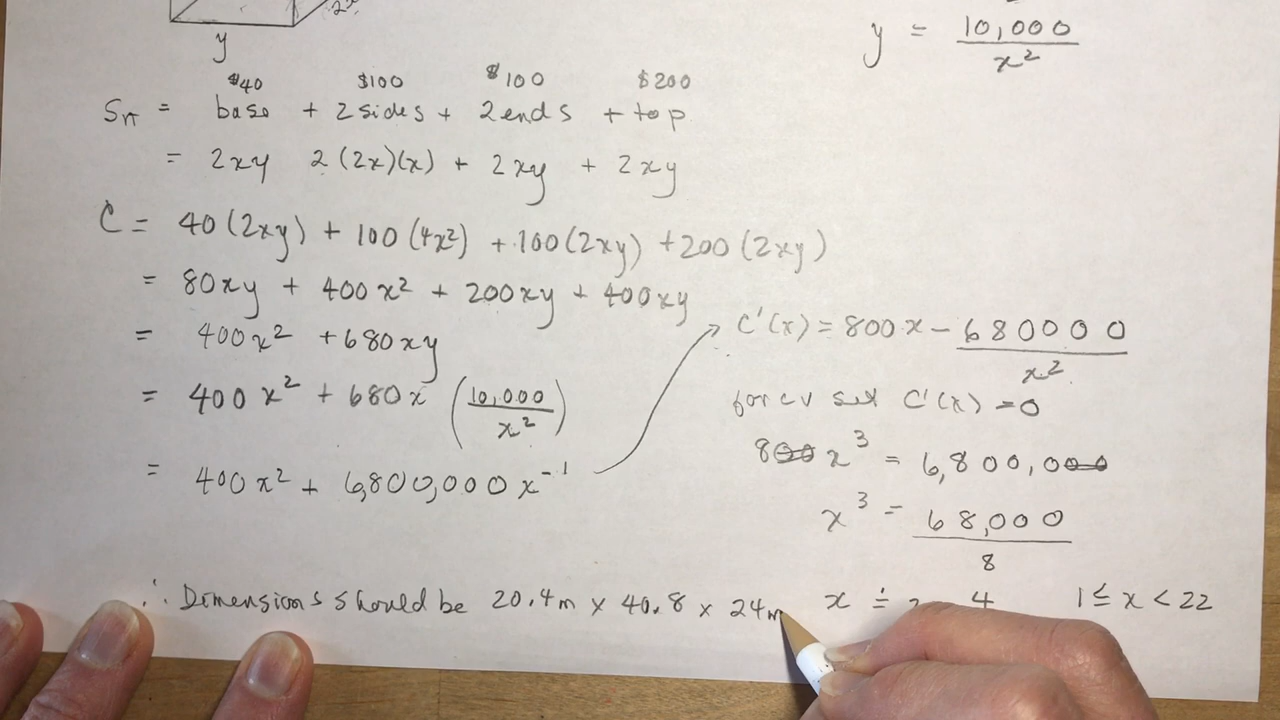 2x
y
y = 10,000 / x²
$40 $100 $100 $200
Sπ = base + 2 sides + 2 ends + top
= 2xy 2(2x)(x) + 2xy + 2xy
C = 40(2xy) + 100(4x²) + 100(2xy) + 200(2xy)
= 80xy + 400x² + 200xy + 400xy
= 400x² + 680xy
= 400x² + 680x (10,000 / x²)
= 400x² + 6,800,000x⁻¹
C'(x) = 800x − 680000 / x²
for cv set C'(x) = 0
800x³ = 6,800,000
x³ = 68,000 / 8
x ≐ 4 1 ≤ x < 22
∴ Dimensions should be 20.4m × 40.8 × 24m